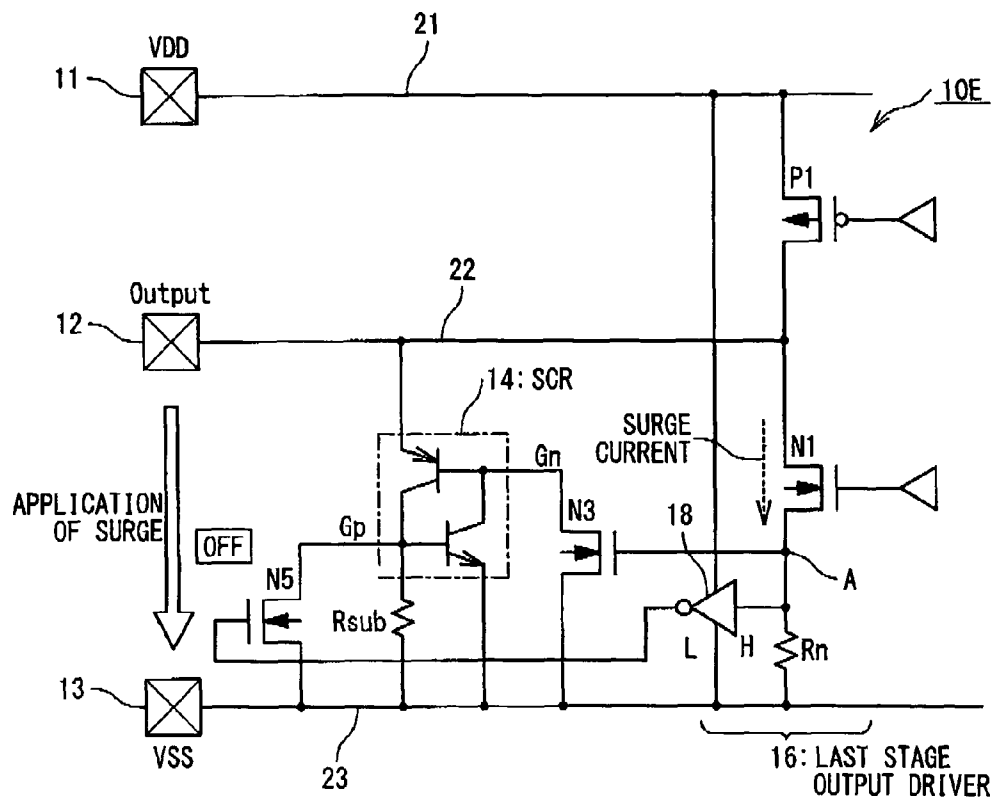 21
VDD
11
10E
P1
Output
22
12
14: SCR
SURGE
CURRENT
N1
Gn
APPLICATION
OF SURGE
Gp
N3
18
OFF
A
N5
Rsub
L
H
Rn
13
VSS
23
16: LAST STAGE
OUTPUT DRIVER